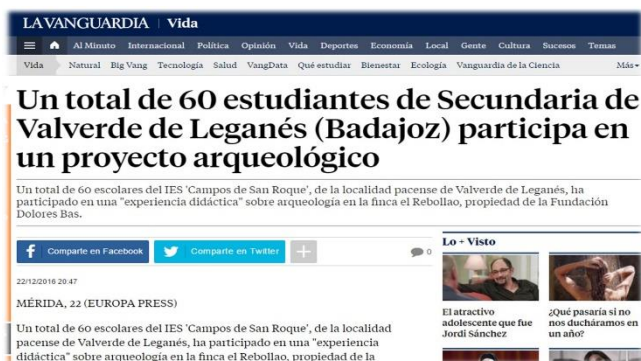 LAVANGUARDIA | Vida
Al Minuto Internacional Política Opinión Vida Deportes Economía Local Gente Cultura Sucesos Temas
Vida Natural Big Vang Tecnología Salud VangData Qué estudiar Bienestar Ecología Vanguardia de la Ciencia Más
Un total de 60 estudiantes de Secundaria de
Valverde de Leganés (Badajoz) participa en
un proyecto arqueológico
Un total de 60 escolares del IES 'Campos de San Roque', de la localidad pacense de Valverde de Leganés, ha
participado en una "experiencia didáctica" sobre arqueología en la finca el Rebollao, propiedad de la Fundación
Dolores Bas.
Comparte en Facebook Comparte en Twitter + 0
22/12/2016 20:47
MÉRIDA, 22 (EUROPA PRESS)
Un total de 60 escolares del IES 'Campos de San Roque', de la localidad
pacense de Valverde de Leganés, ha participado en una "experiencia
didáctica" sobre arqueología en la finca el Rebollao, propiedad de la
Lo + Visto
El atractivo
adolescente que fue
Jordi Sánchez
¿Qué pasaría si no
nos ducháramos en
un año?